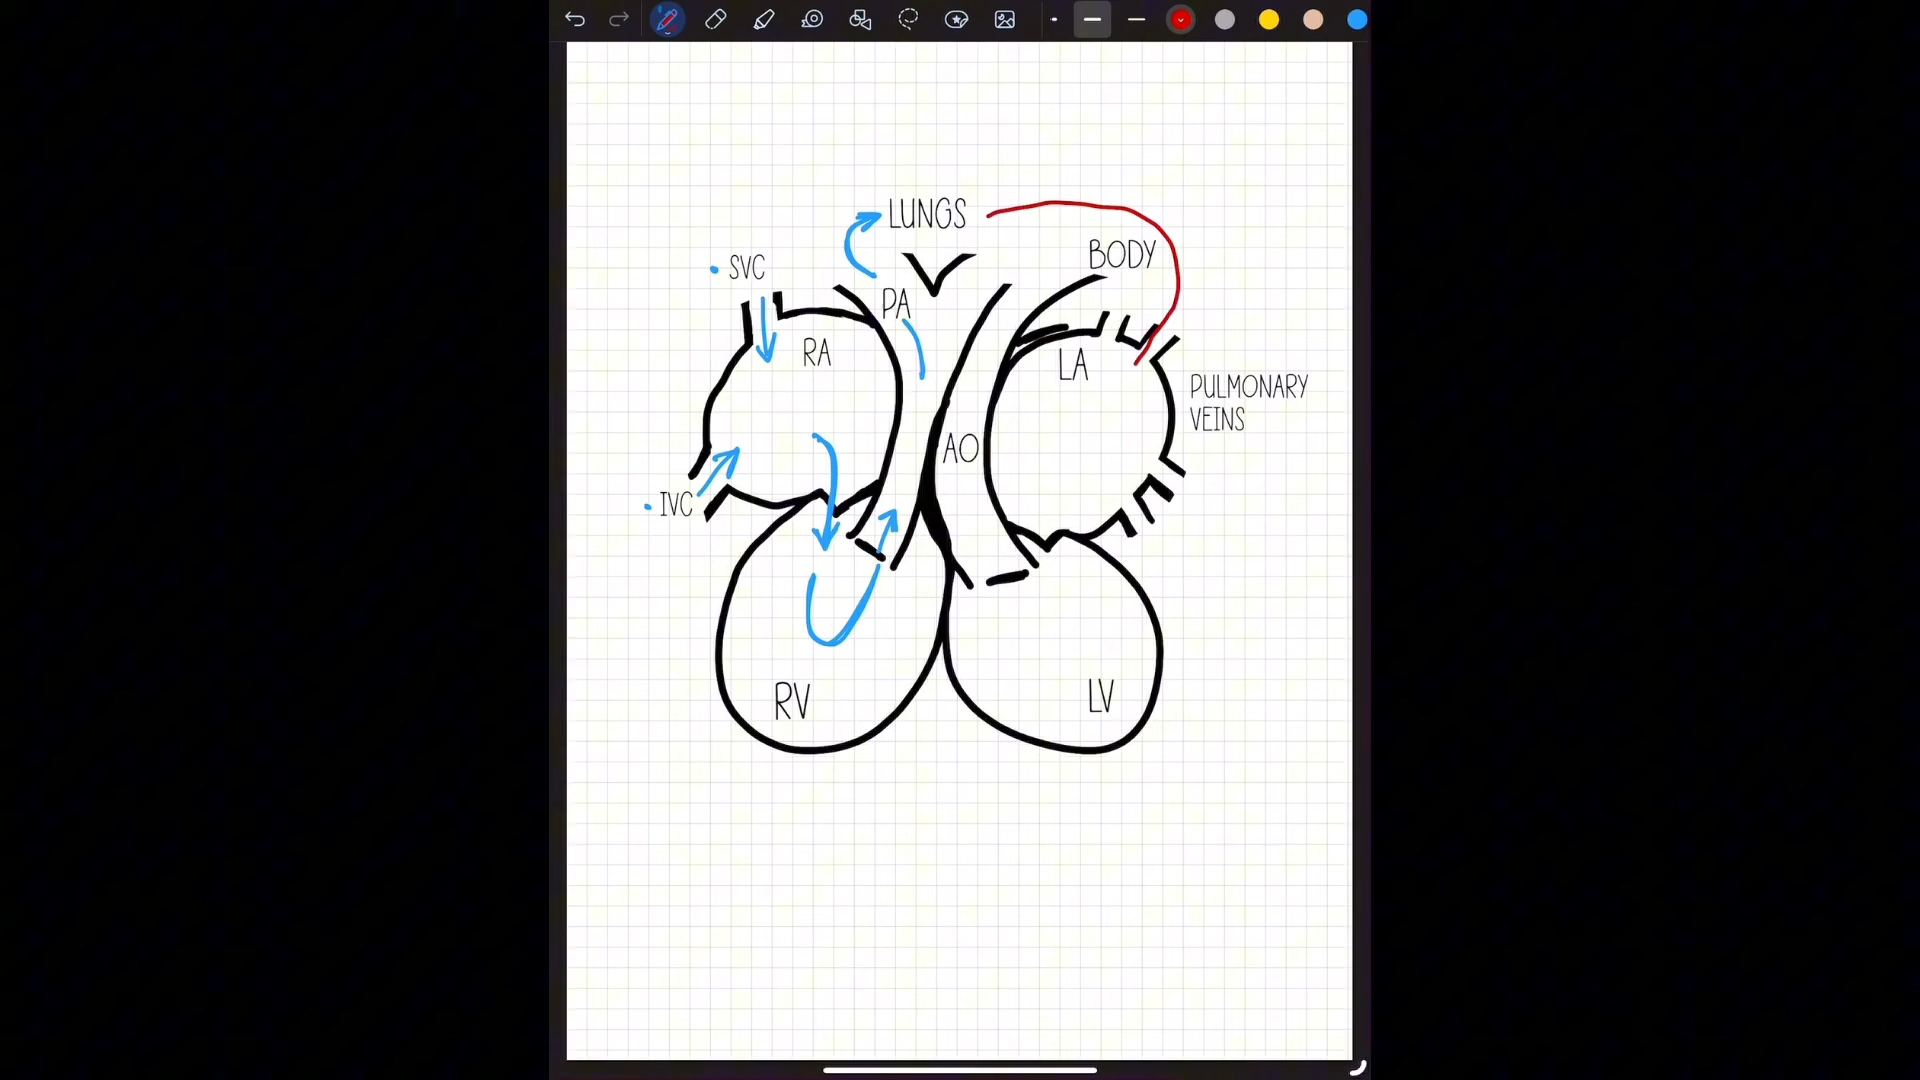 LUNGS
BODY
SVC
PA
RA
LA
PULMONARY
VEINS
AO
IVC
RV
LV